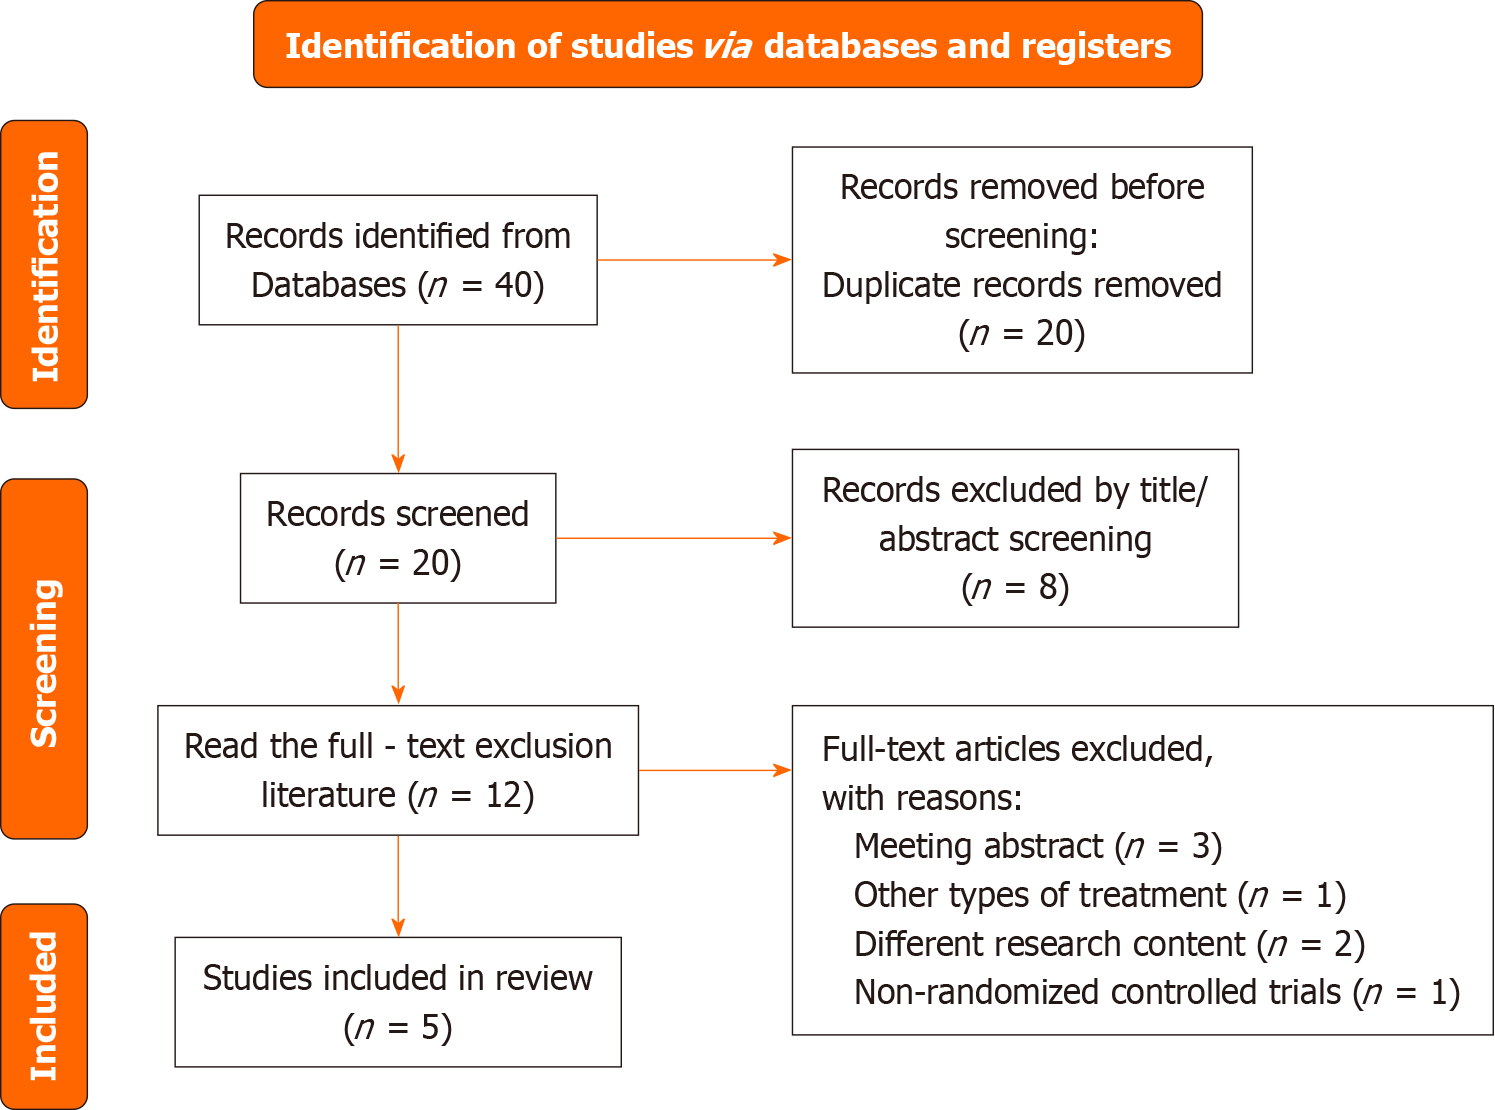 Identification of studies via databases and registers
Identification
Records identified from
Databases (n = 40)
Records removed before
screening:
Duplicate records removed
(n = 20)
Screening
Records screened
(n = 20)
Records excluded by title/
abstract screening
(n = 8)
Read the full - text exclusion
literature (n = 12)
Full-text articles excluded,
with reasons:
Meeting abstract (n = 3)
Other types of treatment (n = 1)
Different research content (n = 2)
Non-randomized controlled trials (n = 1)
Included
Studies included in review
(n = 5)